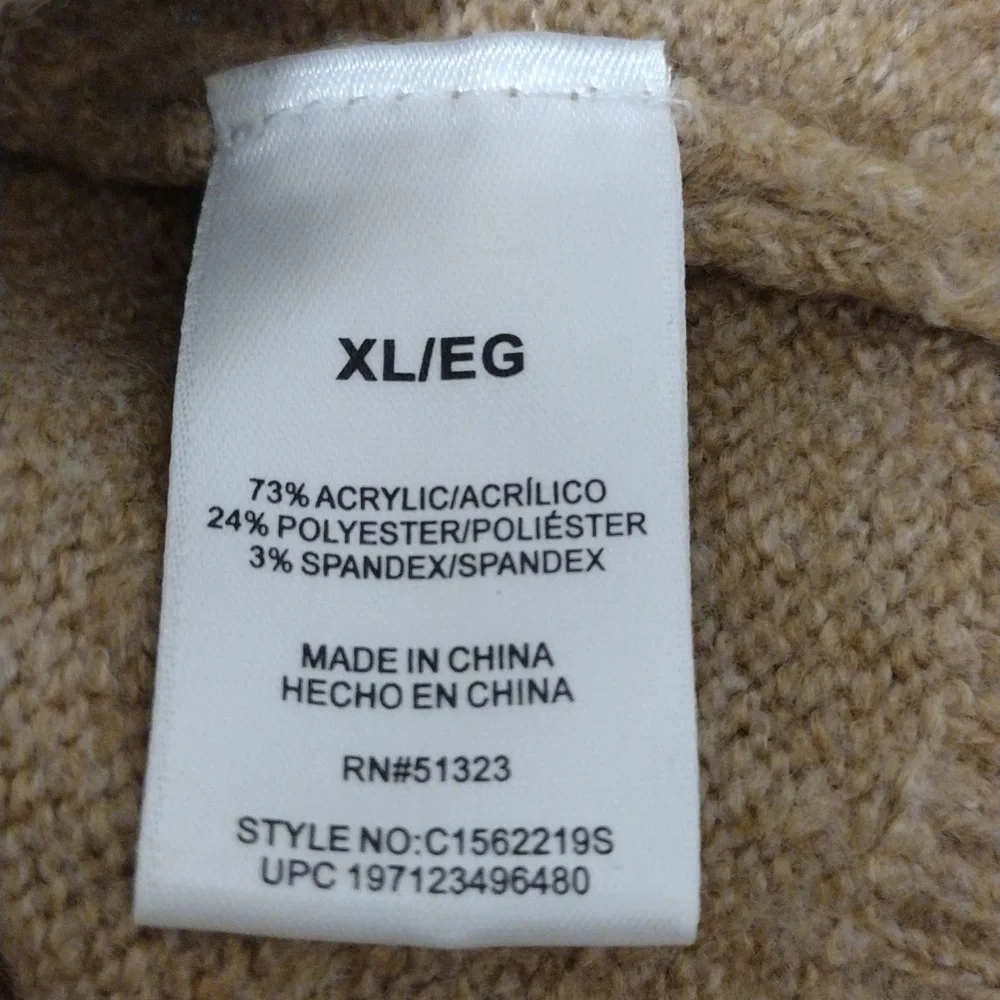 XL/EG
73% ACRYLIC/ACRÍLICO
24% POLYESTER/POLIÉSTER
3% SPANDEX/SPANDEX
MADE IN CHINA
HECHO EN CHINA
RN#51323
STYLE NO:C1562219S
UPC 197123496480